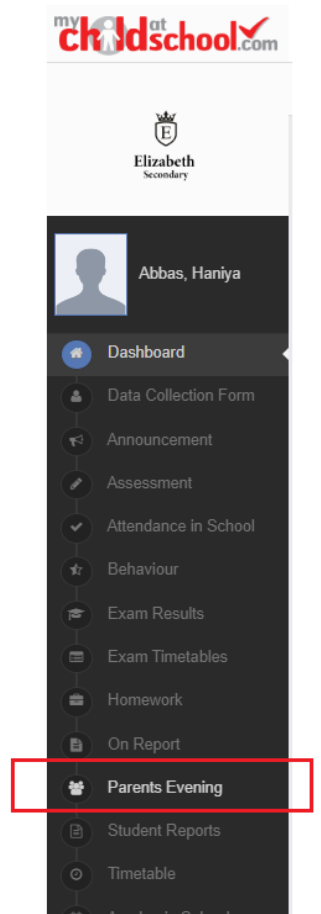 my child at school.com
E
Elizabeth
Secondary
Abbas, Haniya
Dashboard
Data Collection Form
Announcement
Assessment
Attendance in School
Behaviour
Exam Results
Exam Timetables
Homework
On Report
Parents Evening
Student Reports
Timetable